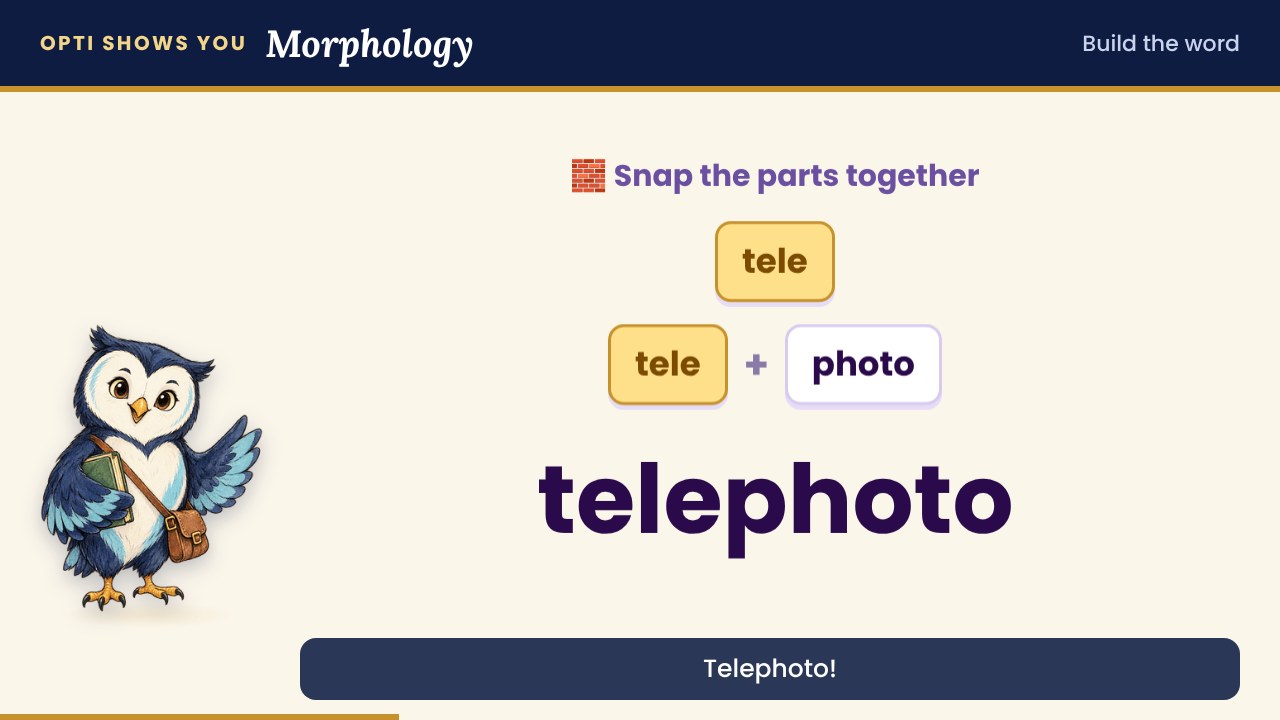 OPTI SHOWS YOU Morphology
Build the word
🧱 Snap the parts together
tele
tele + photo
telephoto
Telephoto!